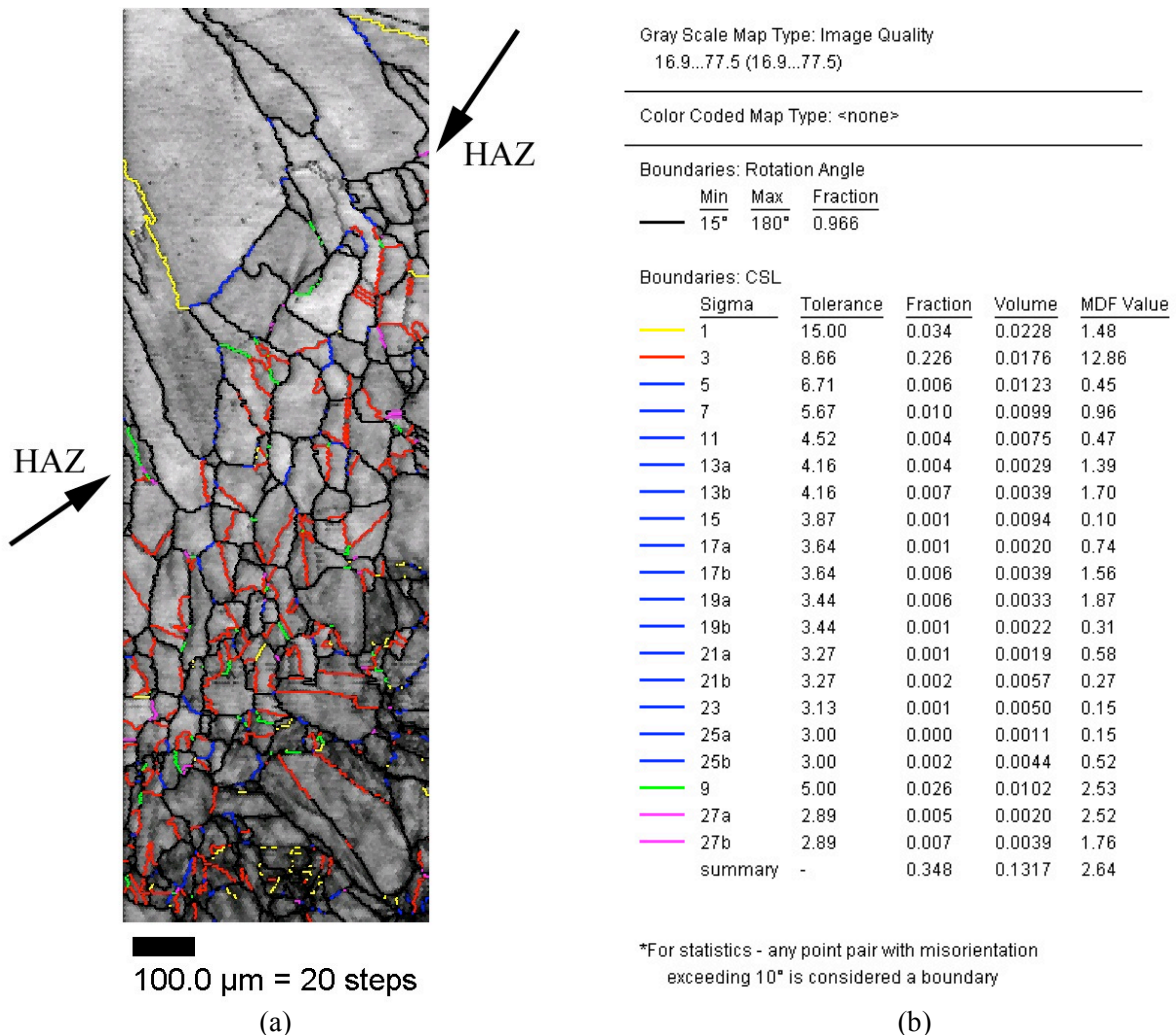 HAZ
HAZ
100.0 µm = 20 steps
(a)
Gray Scale Map Type: Image Quality
16.9...77.5 (16.9...77.5)
Color Coded Map Type: <none>
Boundaries: Rotation Angle
Min Max Fraction
15° 180° 0.966
Boundaries: CSL
Sigma Tolerance Fraction Volume MDF Value
1 15.00 0.034 0.0228 1.48
3 8.66 0.226 0.0176 12.86
5 6.71 0.006 0.0123 0.45
7 5.67 0.010 0.0099 0.96
11 4.52 0.004 0.0075 0.47
13a 4.16 0.004 0.0029 1.39
13b 4.16 0.007 0.0039 1.70
15 3.87 0.001 0.0094 0.10
17a 3.64 0.001 0.0020 0.74
17b 3.64 0.006 0.0039 1.56
19a 3.44 0.006 0.0033 1.87
19b 3.44 0.001 0.0022 0.31
21a 3.27 0.001 0.0019 0.58
21b 3.27 0.002 0.0057 0.27
23 3.13 0.001 0.0050 0.15
25a 3.00 0.000 0.0011 0.15
25b 3.00 0.002 0.0044 0.52
9 5.00 0.026 0.0102 2.53
27a 2.89 0.005 0.0020 2.52
27b 2.89 0.007 0.0039 1.76
summary - 0.348 0.1317 2.64
*For statistics - any point pair with misorientation
exceeding 10° is considered a boundary
(b)